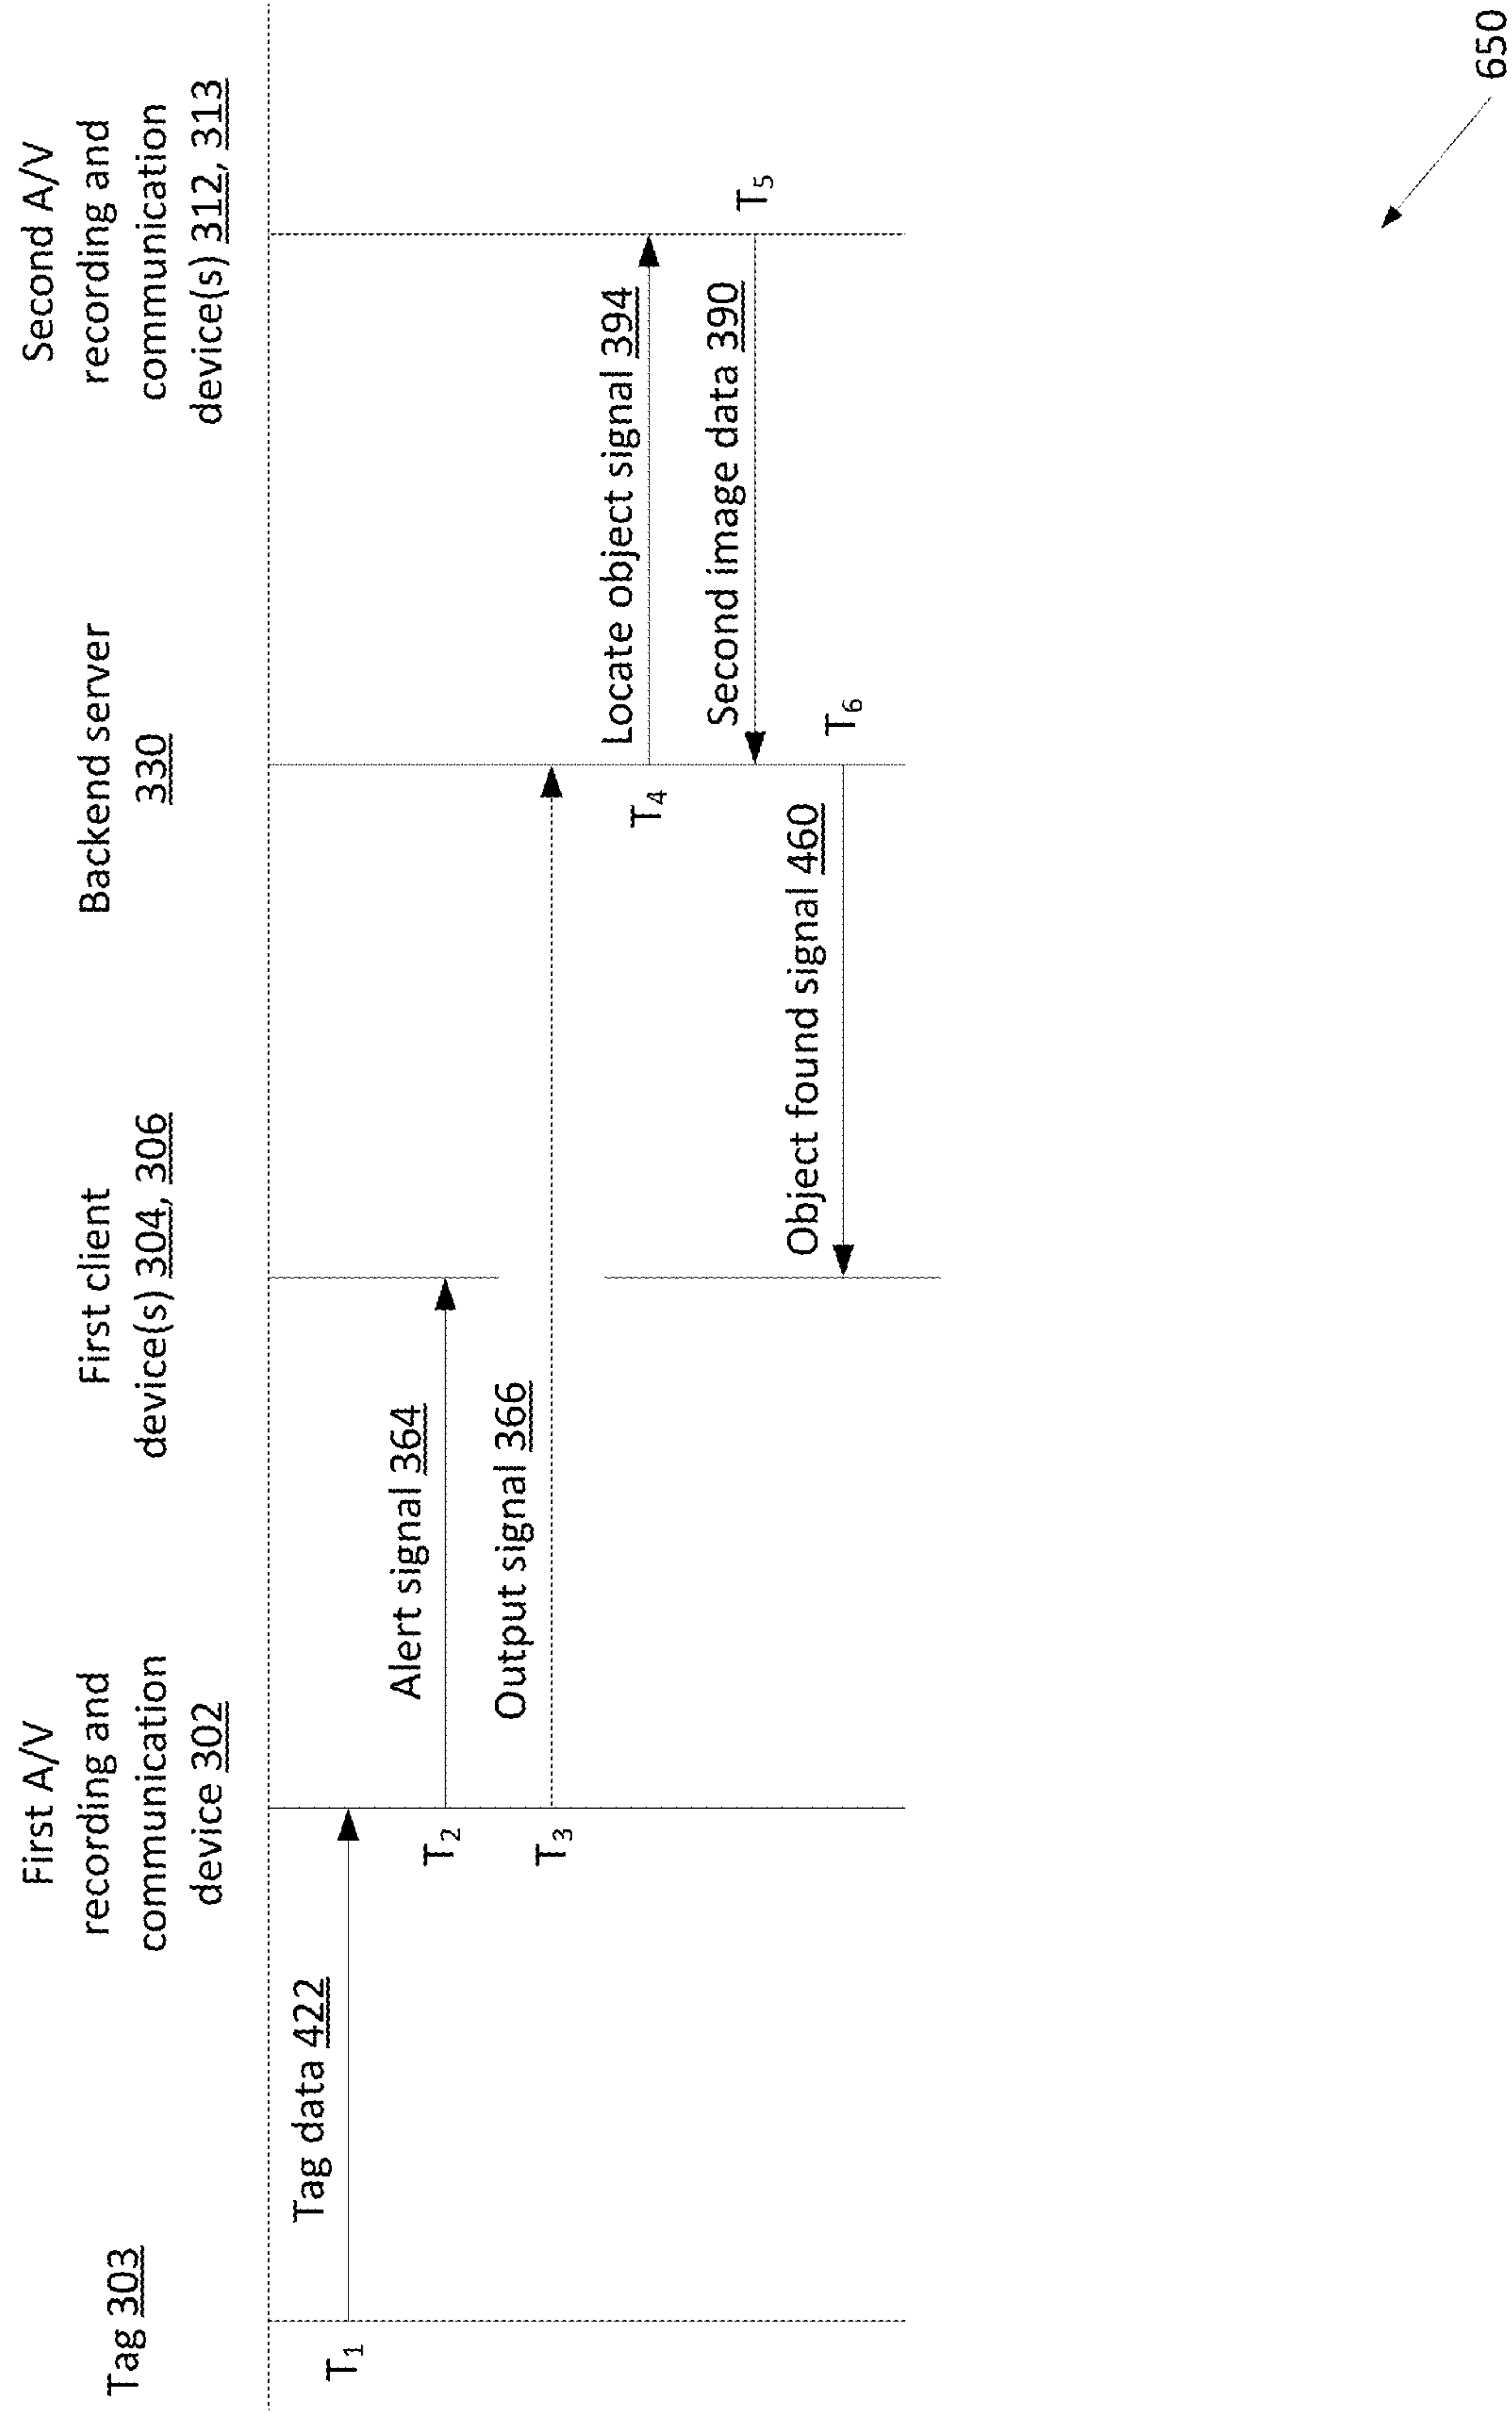 Tag 303
First A/V
recording and
communication
device 302
First client
device(s) 304, 306
Backend server
330
Second A/V
recording and
communication
device(s) 312, 313
T1
Tag data 422
T2
Alert signal 364
T3
Output signal 366
T4
Locate object signal 394
T5
Second image data 390
T6
Object found signal 460
650